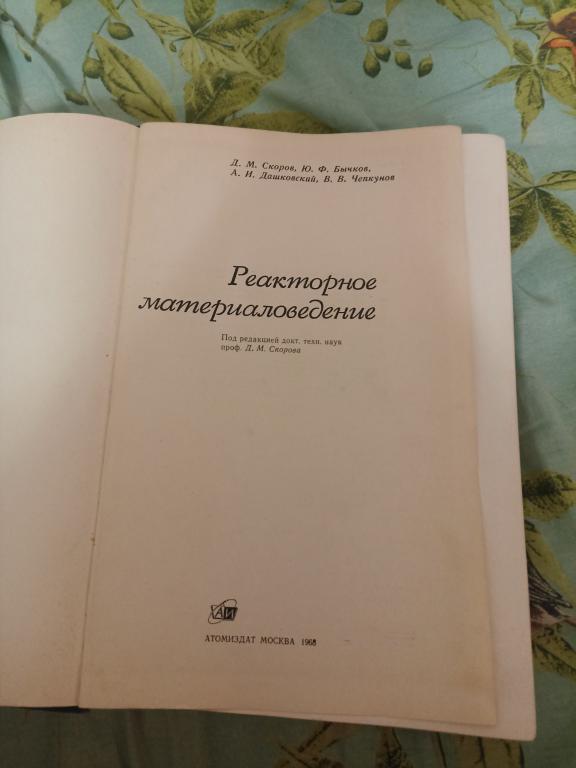 Д. М. Скоров, Ю. Ф. Бычков,
А. И. Дашковский, В. В. Чепкунов
Реакторное
материаловедение
Под редакцией докт. техн. наук
проф. Д. М. Скорова
АИ
АТОМИЗДАТ МОСКВА 1968